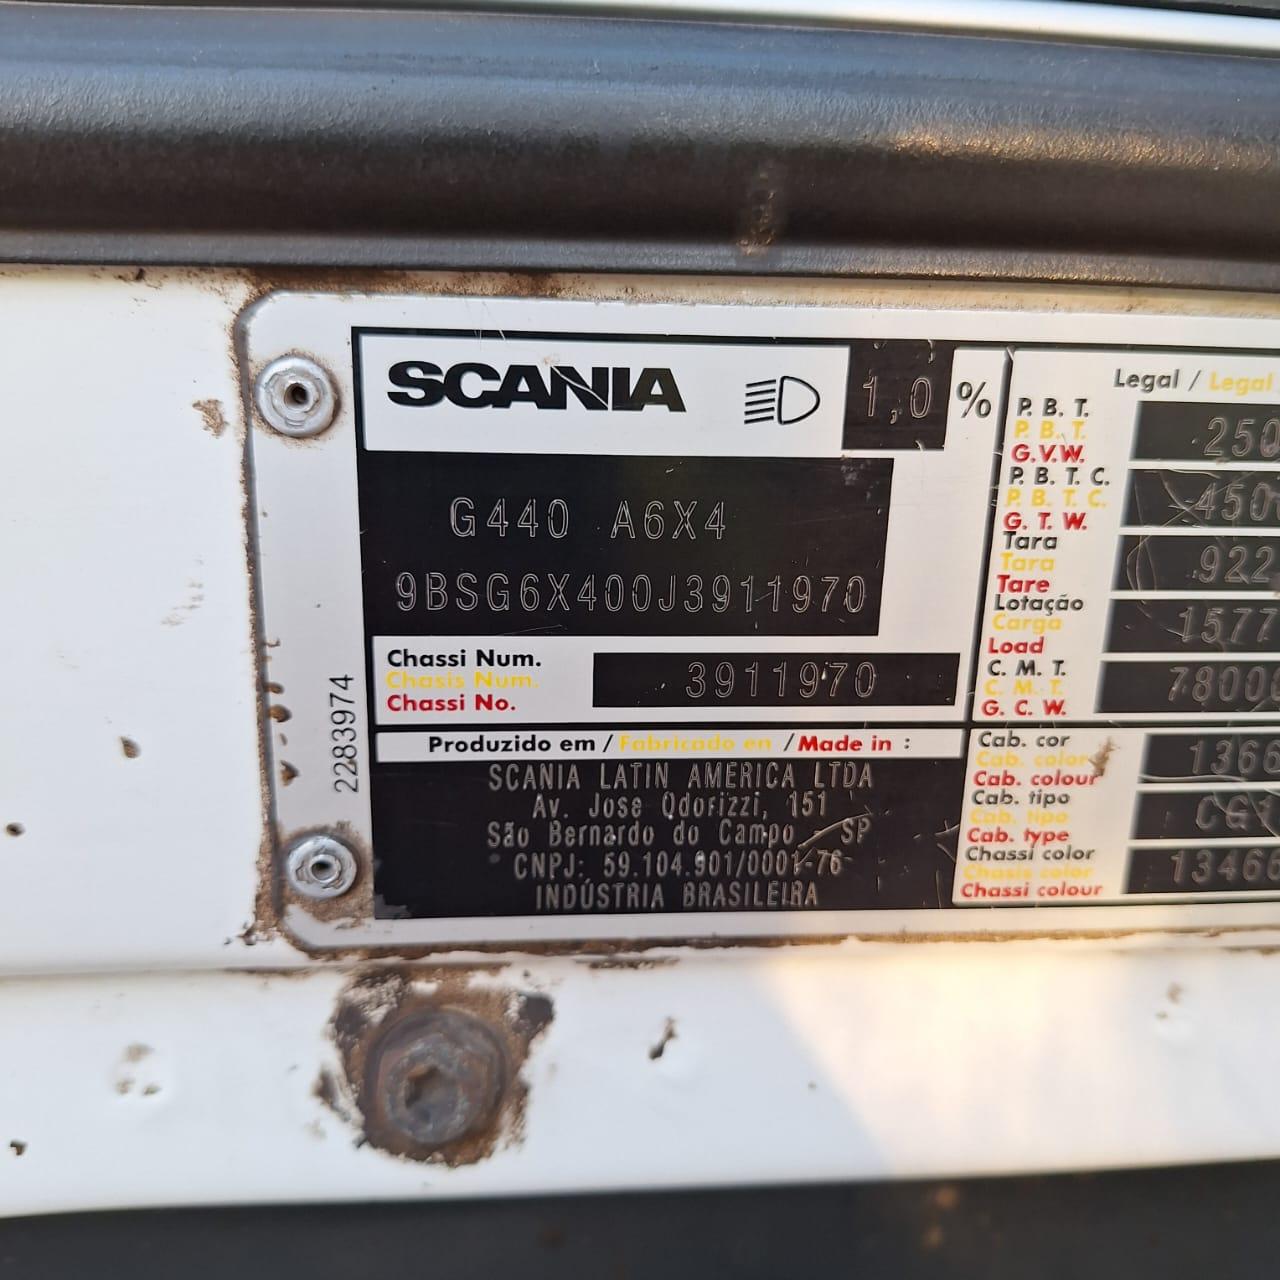 SCANIA 1,0 %
G440 A6X4
9BSG6X400J3911970
Chassi Num.
Chasis Num.
Chassi No.
3911970
2283974
Produzido em / Fabricado en / Made in :
SCANIA LATIN AMERICA LTDA
Av. Jose Odorizzi, 151
São Bernardo do Campo - SP
CNPJ: 59.104.901/0001-76
INDÚSTRIA BRASILEIRA
Legal / Legal
P. B. T.
P. B. T.
G.V.W.
P. B. T. C.
P. B. T. C.
G. T. W.
Tara
Tara
Tare
Lotação
Carga
Load
C. M. T.
C. M. T.
G. C. W.
Cab. cor
Cab. color
Cab. colour
Cab. tipo
Cab. tipo
Cab. type
Chassi color
Chasis color
Chassi colour